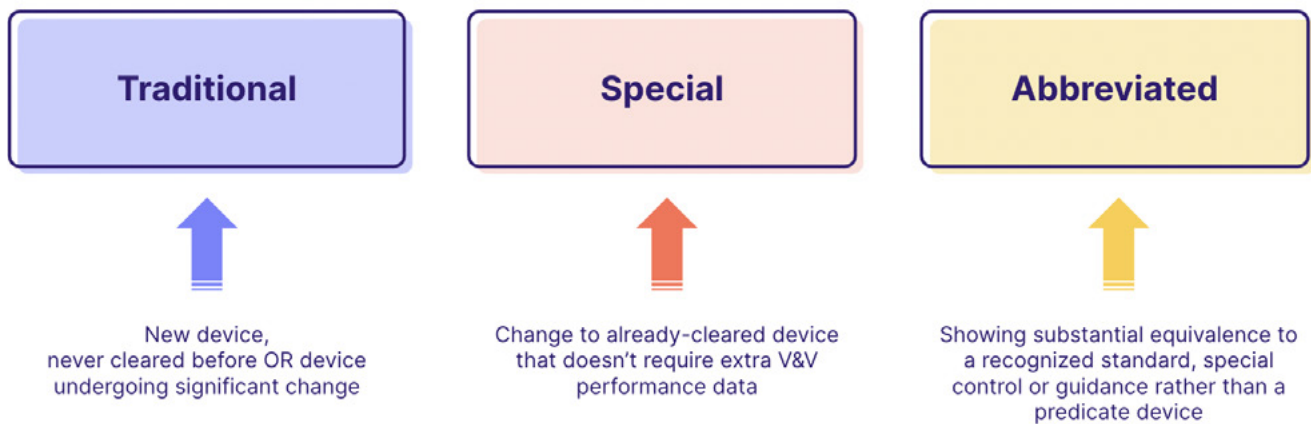 Traditional
Special
Abbreviated
New device,
never cleared before OR device
undergoing significant change
Change to already-cleared device
that doesn’t require extra V&V
performance data
Showing substantial equivalence to
a recognized standard, special
control or guidance rather than a
predicate device